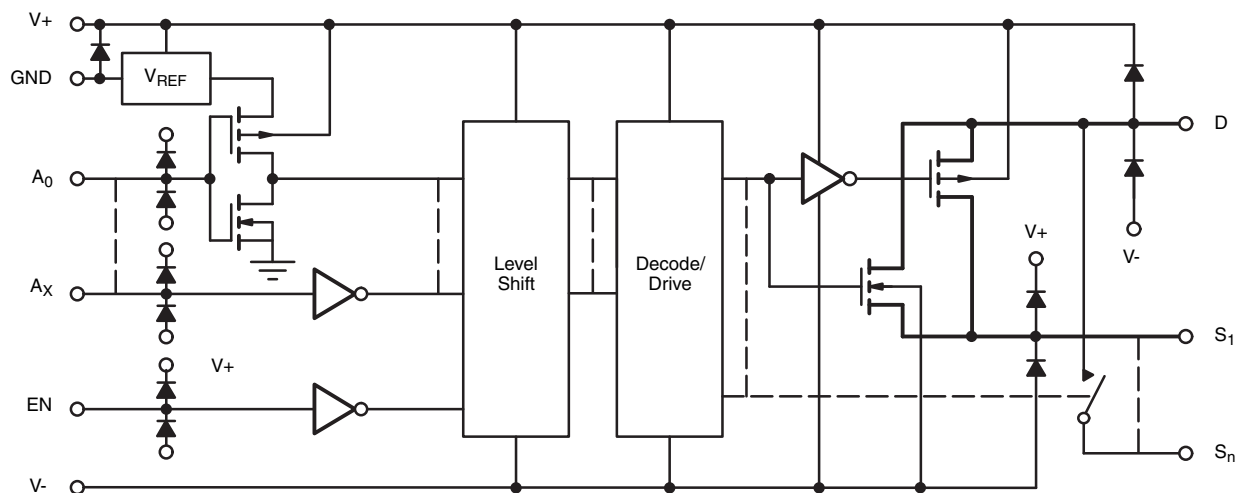 V+
GND
VREF
A0
AX
EN
V+
V-
Level
Shift
Decode/
Drive
D
V+
V-
S1
Sn